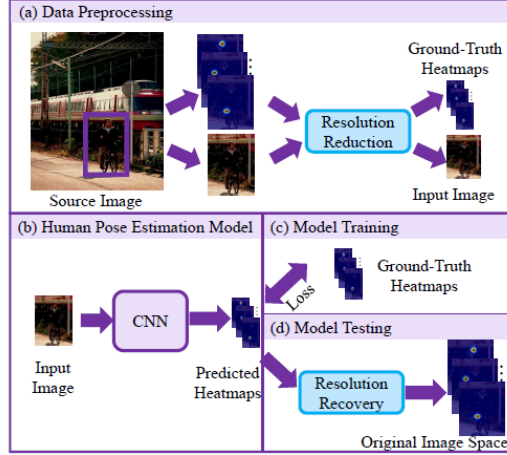 (a) Data Preprocessing
Ground-Truth
Heatmaps
Resolution
Reduction
Source Image
Input Image
(b) Human Pose Estimation Model
CNN
Input
Image
Predicted
Heatmaps
(c) Model Training
Loss
Ground-Truth
Heatmaps
(d) Model Testing
Resolution
Recovery
Original Image Space